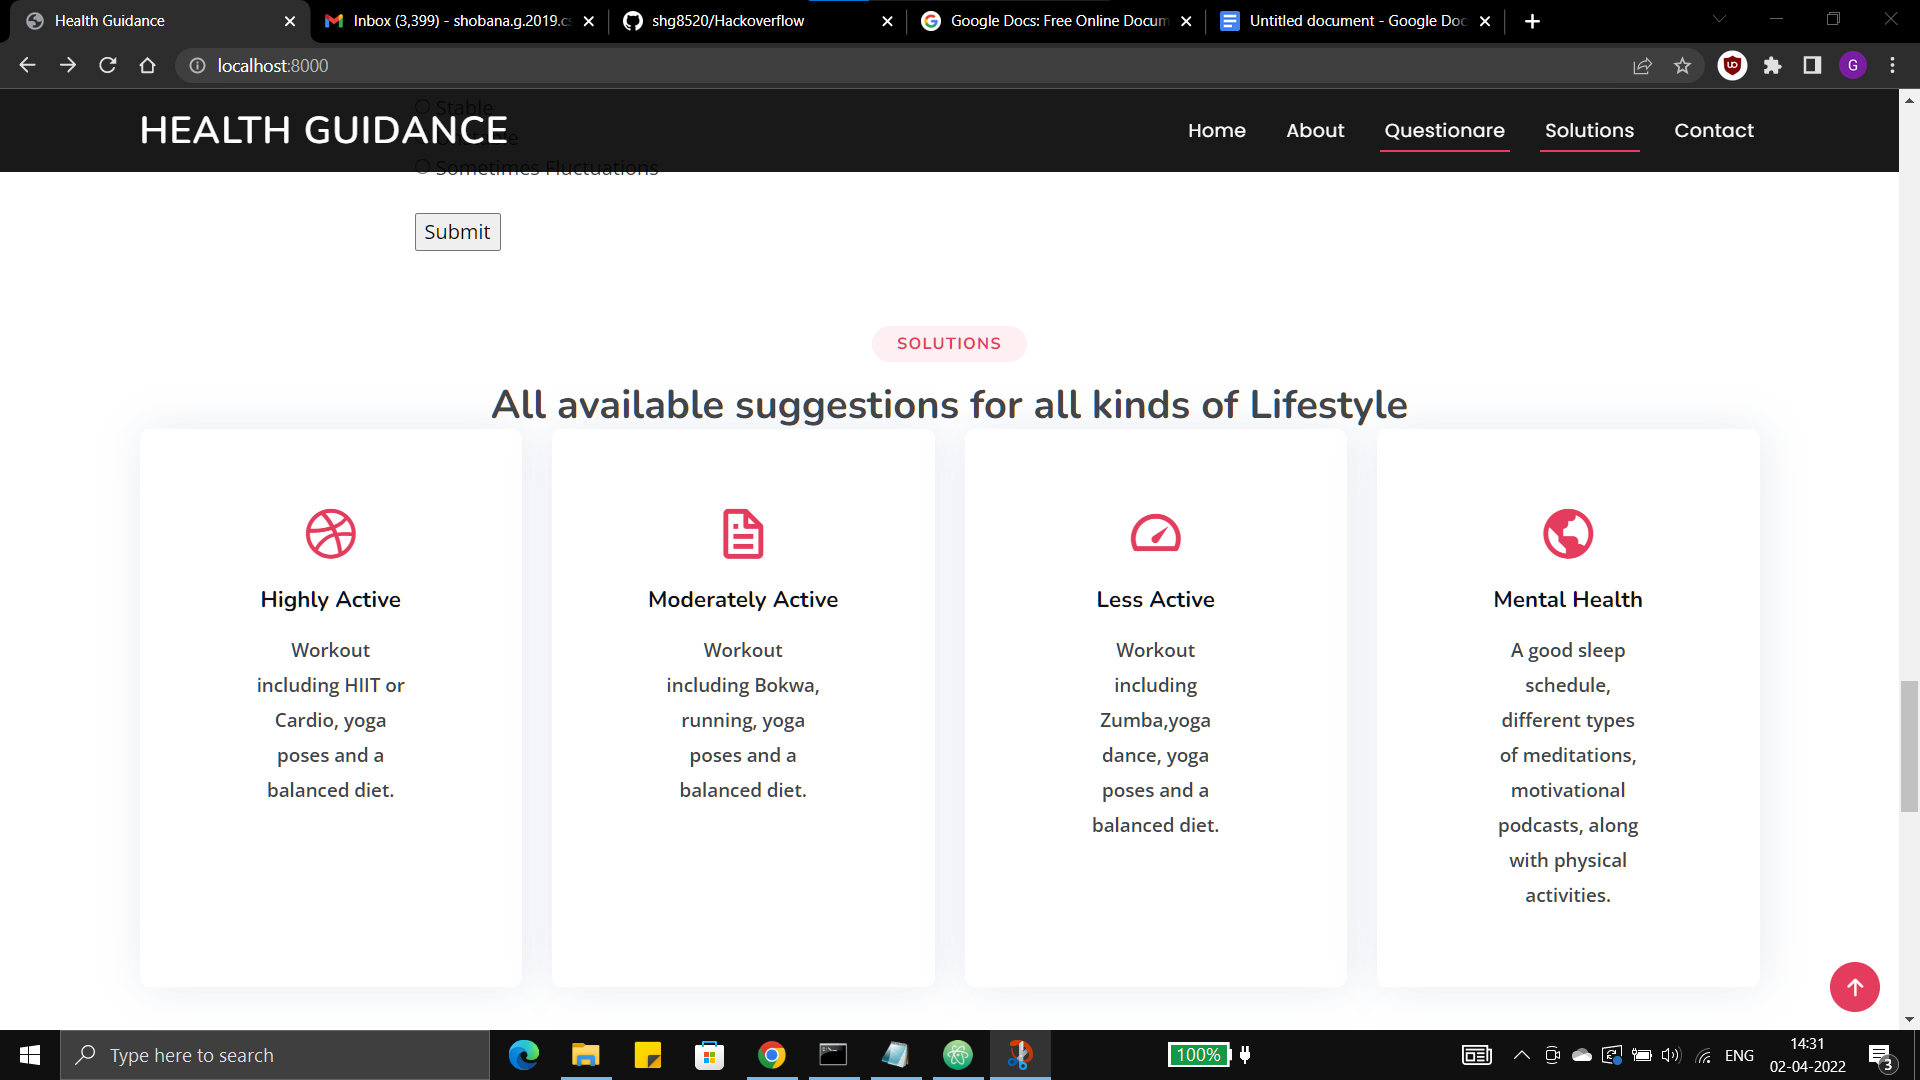 Health Guidance
Inbox (3,399) - shobana.g.2019.cs
shg8520/Hackoverflow
Google Docs: Free Online Docum
Untitled document - Google Doc
localhost:8000
G
Stable
HEALTH GUIDANCE
Home
About
Questionare
Solutions
Contact
Sometimes Fluctuations
Submit
SOLUTIONS
All available suggestions for all kinds of Lifestyle
Highly Active
Workout
including HIIT or
Cardio, yoga
poses and a
balanced diet.
Moderately Active
Workout
including Bokwa,
running, yoga
poses and a
balanced diet.
Less Active
Workout
including
Zumba,yoga
dance, yoga
poses and a
balanced diet.
Mental Health
A good sleep
schedule,
different types
of meditations,
motivational
podcasts, along
with physical
activities.
Type here to search
100%
ENG
14:31
02-04-2022
3